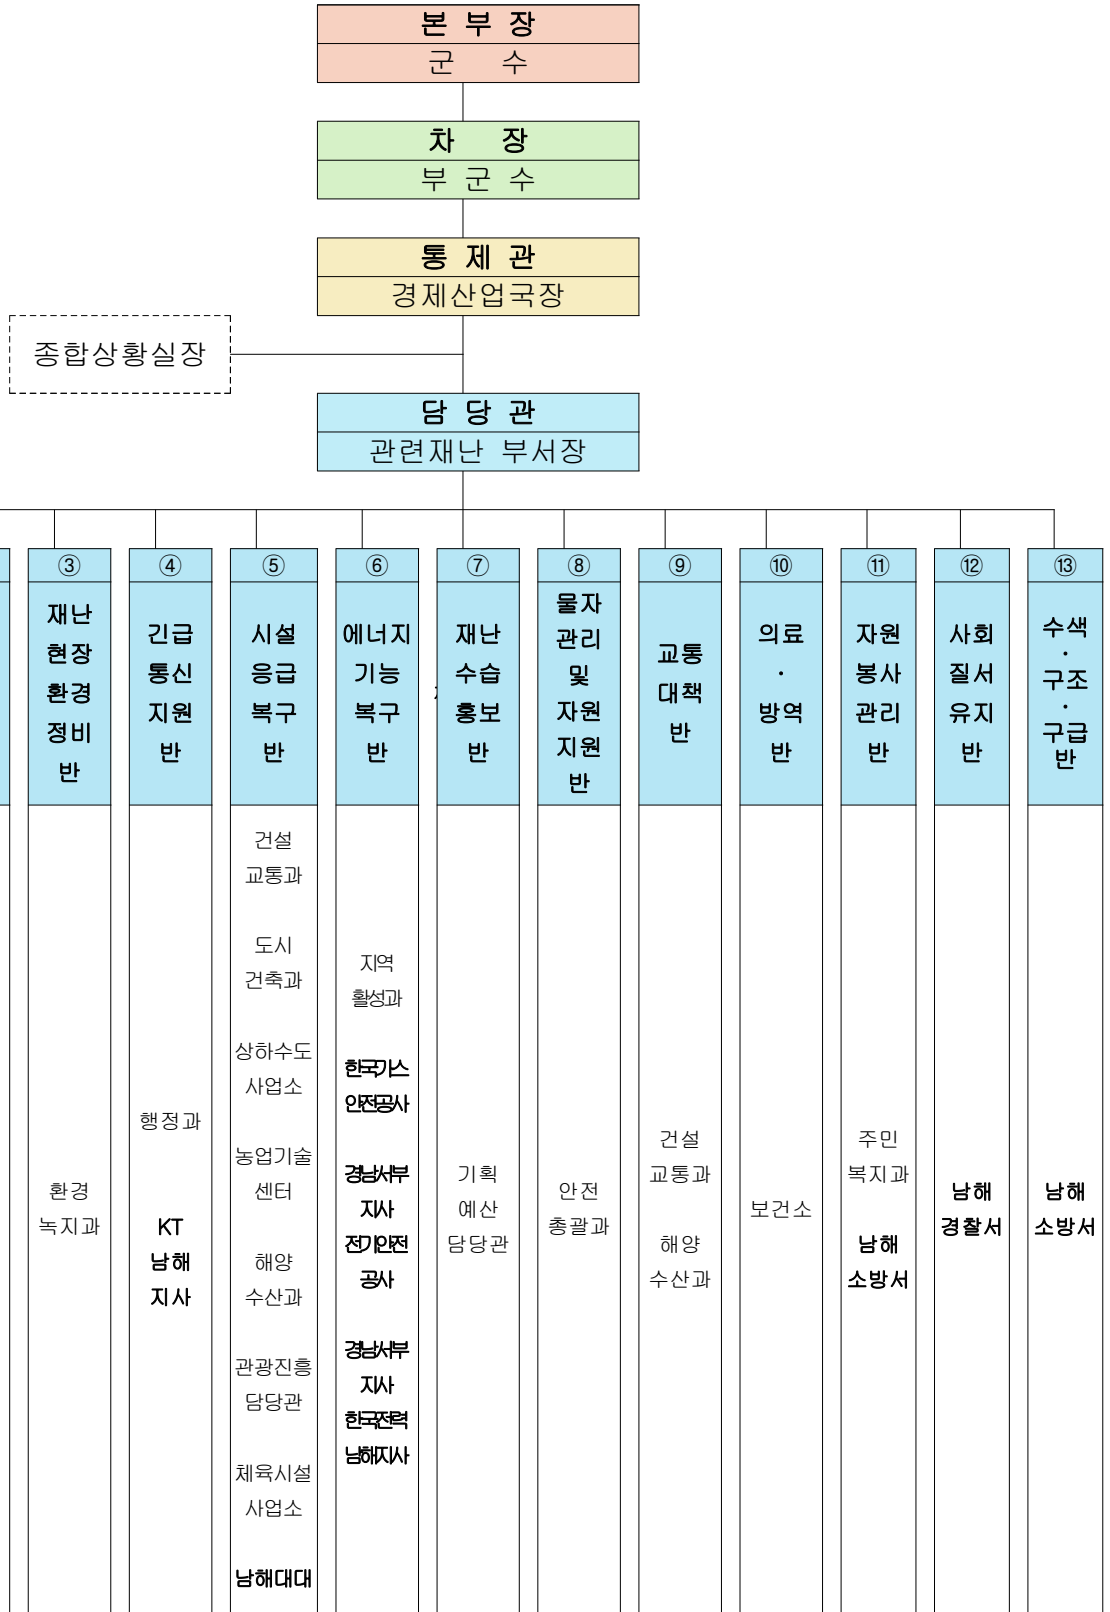 본 부 장
군 수
차 장
부 군 수
통 제 관
경제산업국장
종합상황실장
담 당 관
관련재난 부서장
③
재난
현장
환경
정비
반
환경
녹지과
④
긴급
통신
지원
반
행정과
KT
남해
지사
⑤
시설
응급
복구
반
건설
교통과
도시
건축과
상하수도
사업소
농업기술
센터
해양
수산과
관광진흥
담당관
체육시설
사업소
남해대대
⑥
에너지
기능
복구
반
지역
활성과
한국가스
안전공사
경남서부
지사
전기안전
공사
경남서부
지사
한국전력
남해지사
⑦
재난
수습
홍보
반
기획
예산
담당관
⑧
물자
관리
및
자원
지원
반
안전
총괄과
⑨
교통
대책
반
건설
교통과
해양
수산과
⑩
의료
·
방역
반
보건소
⑪
자원
봉사
관리
반
주민
복지과
남해
소방서
⑫
사회
질서
유지
반
남해
경찰서
⑬
수색
·
구조
·
구급
반
남해
소방서